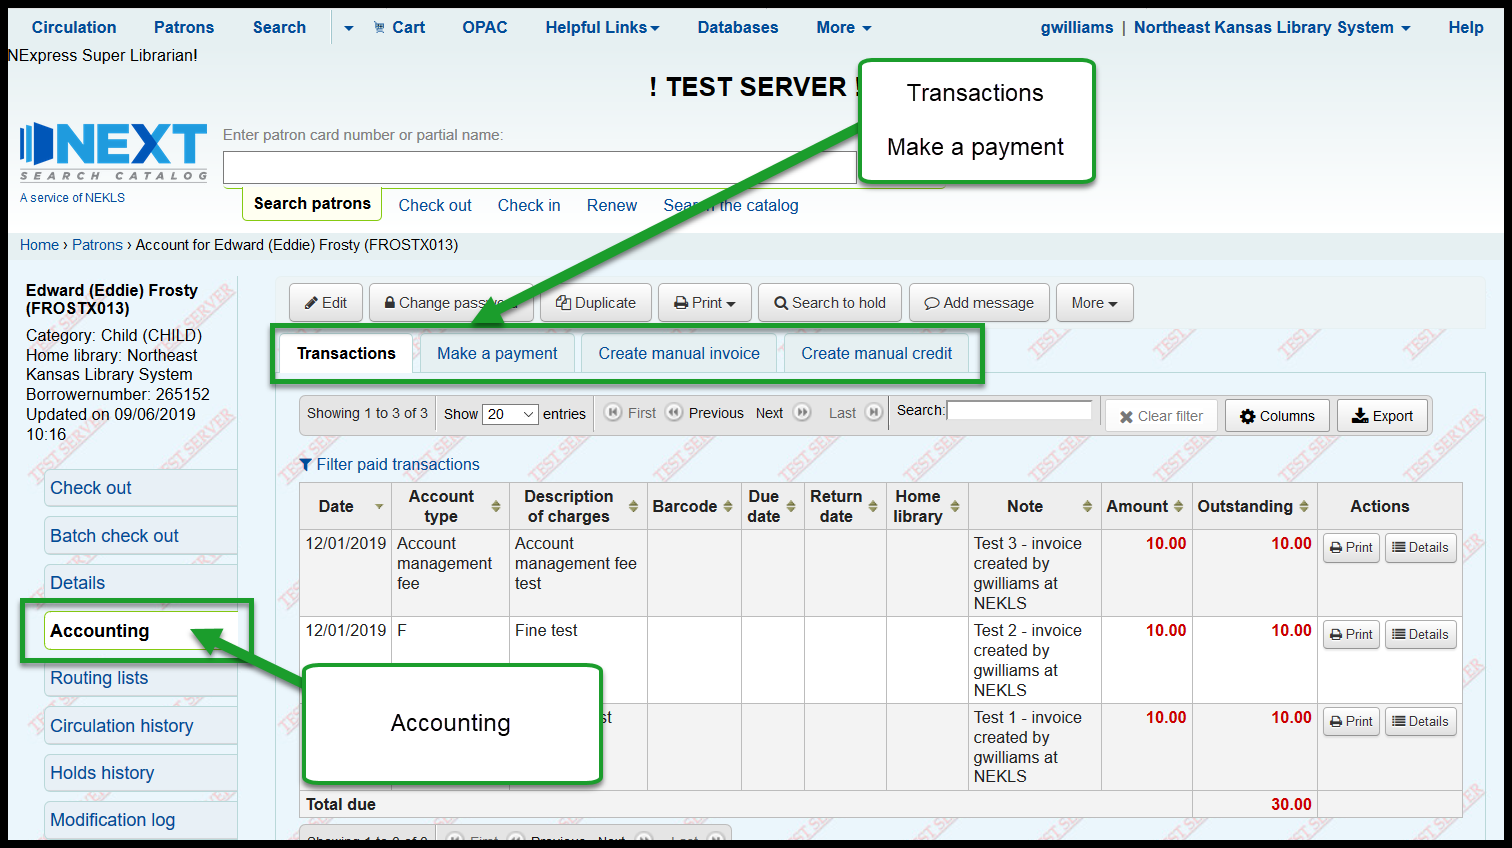 Circulation Patrons Search Cart OPAC Helpful Links Databases More gwilliams | Northeast Kansas Library System Help
NExpress Super Librarian!
! TEST SERVER !
Transactions
Make a payment
NEXT
SEARCH CATALOG
A service of NEKLS
Enter patron card number or partial name:
Search patrons Check out Check in Renew Search the catalog
Home › Patrons › Account for Edward (Eddie) Frosty (FROSTX013)
Edward (Eddie) Frosty
(FROSTX013)
Category: Child (CHILD)
Home library: Northeast
Kansas Library System
Borrowernumber: 265152
Updated on 09/06/2019
10:16
Check out
Batch check out
Details
Accounting
Routing lists
Circulation history
Holds history
Modification log
Edit Change password Duplicate Print Search to hold Add message More
Transactions Make a payment Create manual invoice Create manual credit
Showing 1 to 3 of 3 Show 20 entries First Previous Next Last Search: Clear filter Columns Export
Filter paid transactions
Date Account type Description of charges Barcode Due date Return date Home library Note Amount Outstanding Actions
12/01/2019 Account management fee Account management fee test Test 3 - invoice created by gwilliams at NEKLS 10.00 10.00 Print Details
12/01/2019 F Fine test Test 2 - invoice created by gwilliams at NEKLS 10.00 10.00 Print Details
st Test 1 - invoice created by gwilliams at NEKLS 10.00 10.00 Print Details
Accounting
Total due 30.00
Showing 1 to 3 of 3 First Previous Next Last
TEST SERVER